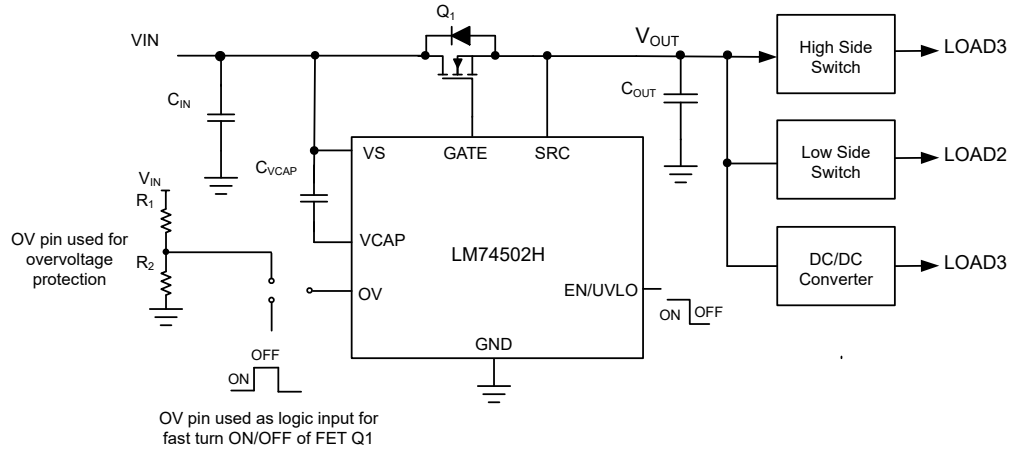 Q1
VIN
VOUT
High Side
Switch
LOAD3
CIN
COUT
VS
GATE
SRC
CVCAP
Low Side
Switch
LOAD2
VIN
R1
OV pin used for
overvoltage
protection
R2
VCAP
LM74502H
DC/DC
Converter
LOAD3
OV
EN/UVLO
ON
OFF
GND
OFF
ON
OV pin used as logic input for
fast turn ON/OFF of FET Q1